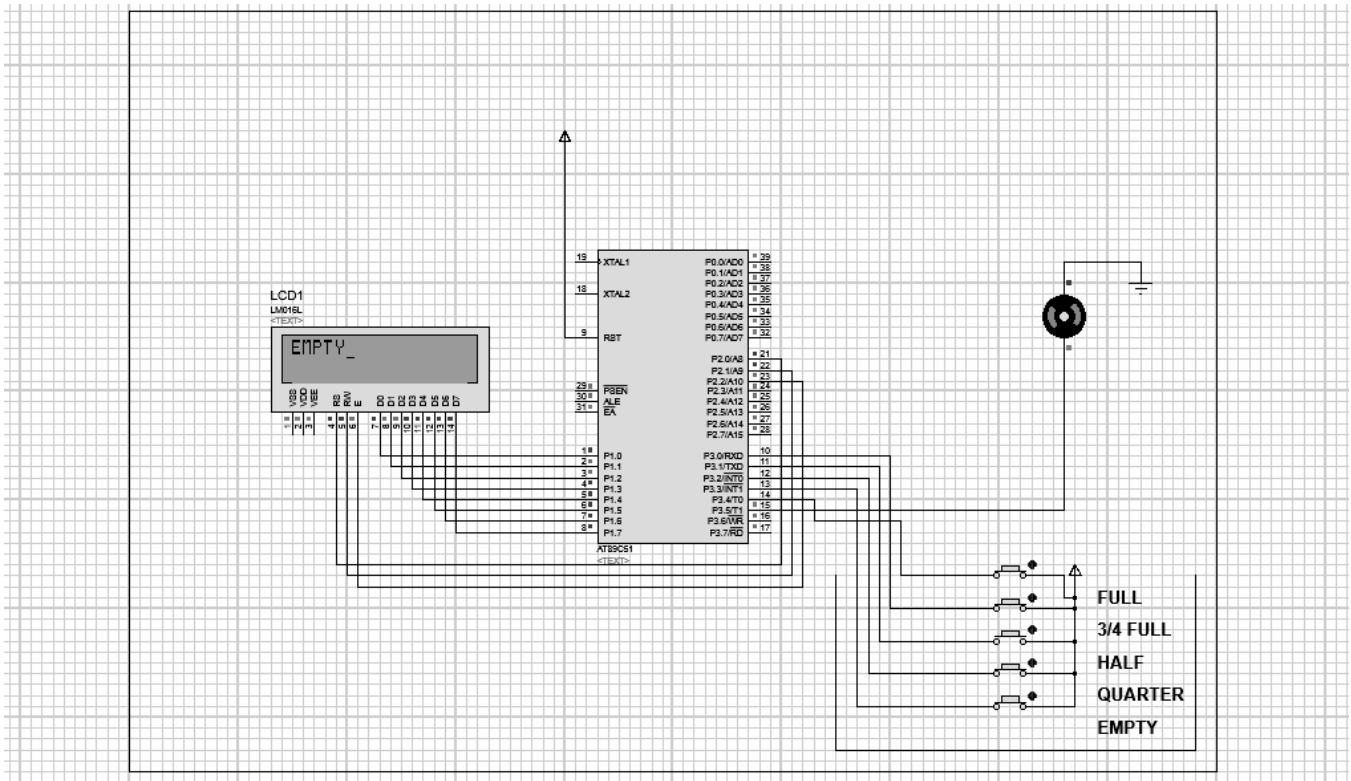 LCD1
LM016L
<TEXT>
EMPTY_
VSS
VDD
VEE
RS
RW
E
D0
D1
D2
D3
D4
D5
D6
D7
1
2
3
4
5
6
7
8
9
10
11
12
13
14
19 XTAL1
18 XTAL2
9 RST
29 PSEN
30 ALE
31 EA
1 P1.0
2 P1.1
3 P1.2
4 P1.3
5 P1.4
6 P1.5
7 P1.6
8 P1.7
P0.0/AD0 39
P0.1/AD1 38
P0.2/AD2 37
P0.3/AD3 36
P0.4/AD4 35
P0.5/AD5 34
P0.6/AD6 33
P0.7/AD7 32
P2.0/A8 21
P2.1/A9 22
P2.2/A10 23
P2.3/A11 24
P2.4/A12 25
P2.5/A13 26
P2.6/A14 27
P2.7/A15 28
P3.0/RXD 10
P3.1/TXD 11
P3.2/INT0 12
P3.3/INT1 13
P3.4/T0 14
P3.5/T1 15
P3.6/WR 16
P3.7/RD 17
AT89C51
<TEXT>
FULL
3/4 FULL
HALF
QUARTER
EMPTY